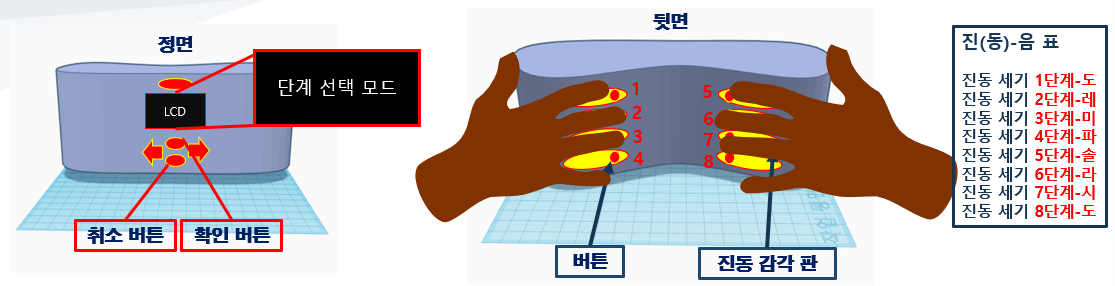 정면
단계 선택 모드
LCD
취소 버튼
확인 버튼
뒷면
1
2
3
4
5
6
7
8
버튼
진동 감각 판
진(동)-음 표
진동 세기 1단계-도
진동 세기 2단계-레
진동 세기 3단계-미
진동 세기 4단계-파
진동 세기 5단계-솔
진동 세기 6단계-라
진동 세기 7단계-시
진동 세기 8단계-도